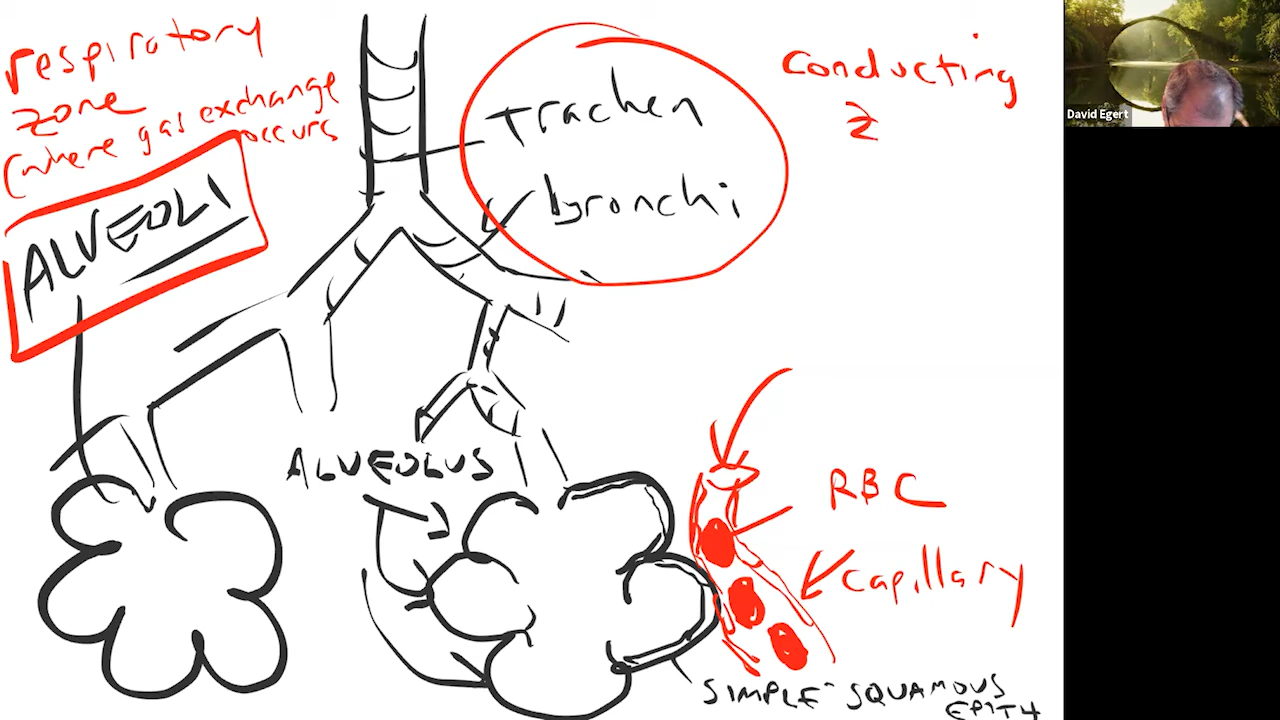 respiratory
zone
(where gas exchange
occurs
ALVEOLI
trachea
bronchi
conducting
z
David Egert
ALVEOLUS
RBC
capillary
SIMPLE SQUAMOUS
EPITH